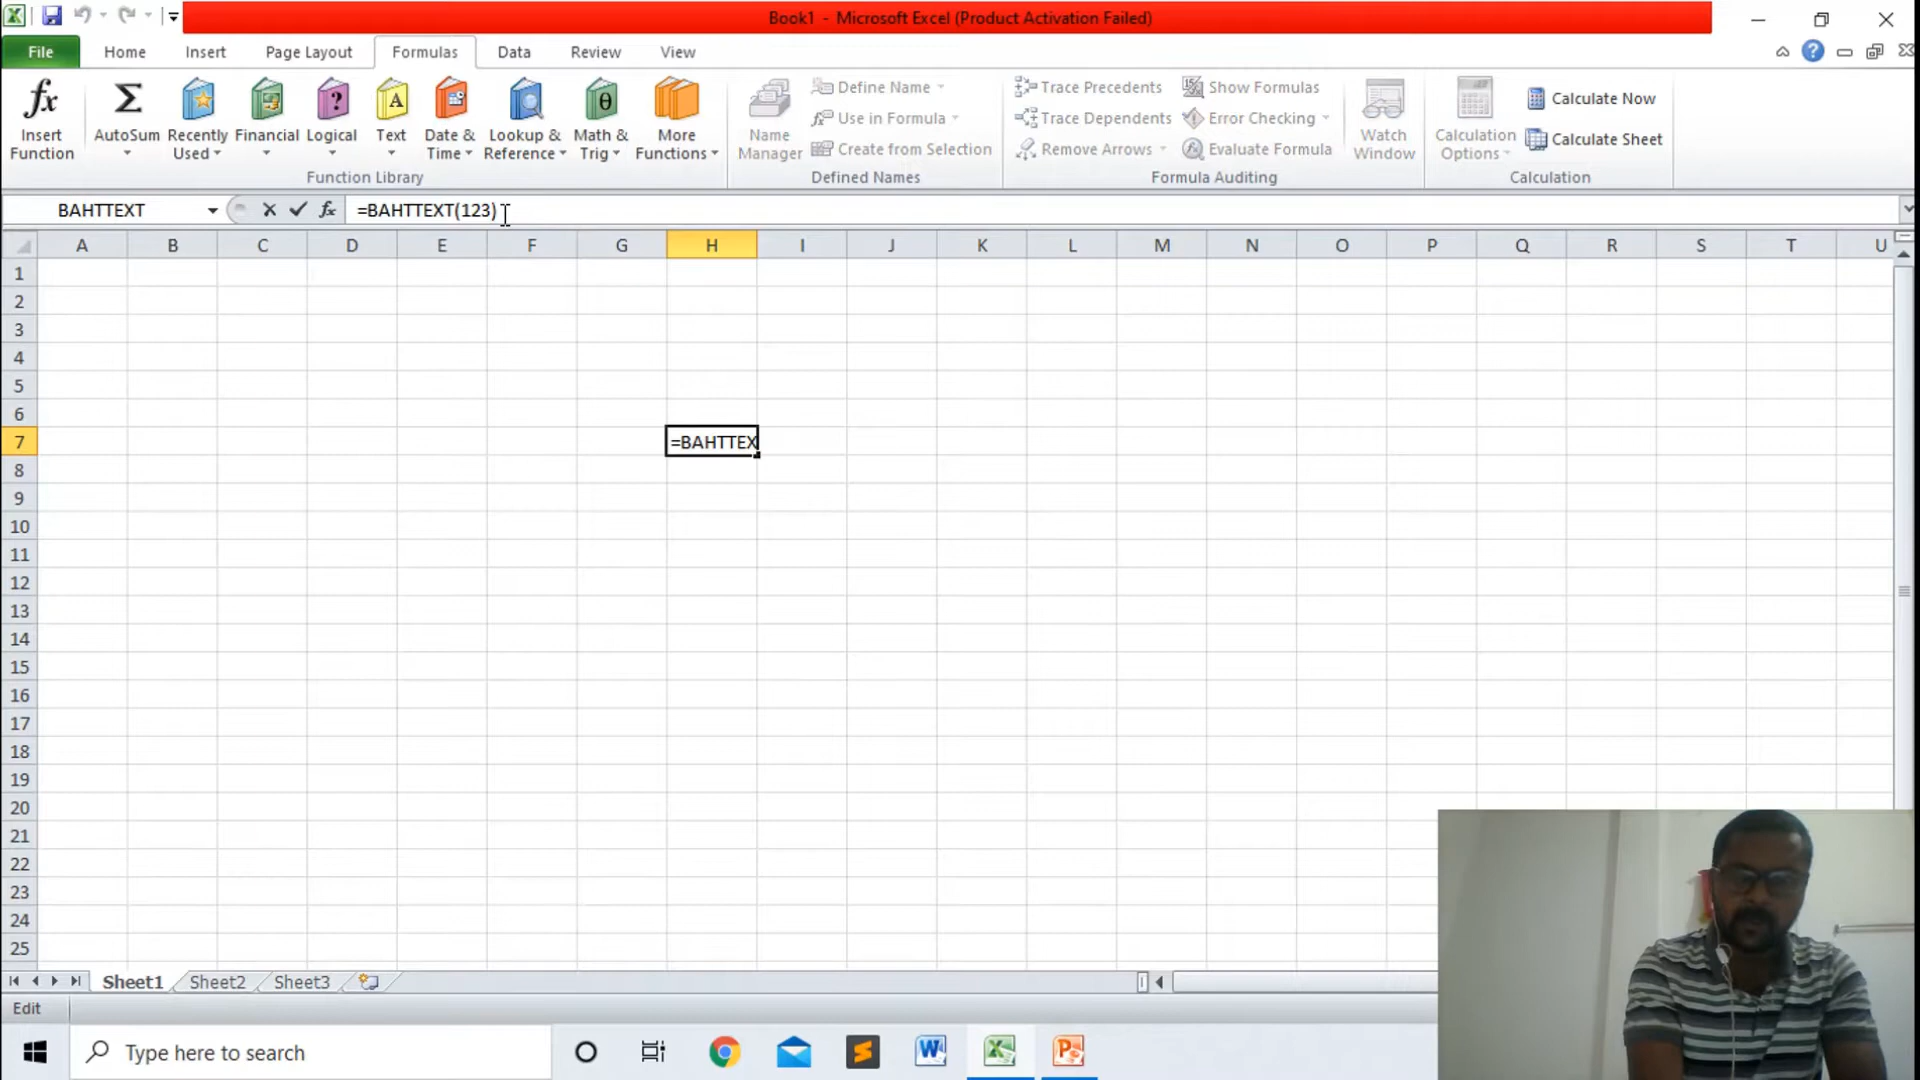 Book1 - Microsoft Excel (Product Activation Failed)
File Home Insert Page Layout Formulas Data Review View
Insert Function
AutoSum
Recently Used
Financial
Logical
Text
Date & Time
Lookup & Reference
Math & Trig
More Functions
Function Library
Name Manager
Define Name
Use in Formula
Create from Selection
Defined Names
Trace Precedents
Trace Dependents
Remove Arrows
Show Formulas
Error Checking
Evaluate Formula
Formula Auditing
Watch Window
Calculation Options
Calculate Now
Calculate Sheet
Calculation
BAHTTEXT =BAHTTEXT(123)
A B C D E F G H I J K L M N O P Q R S T U
1
2
3
4
5
6
7 =BAHTTEX
8
9
10
11
12
13
14
15
16
17
18
19
20
21
22
23
24
25
Sheet1 Sheet2 Sheet3
Edit
Type here to search